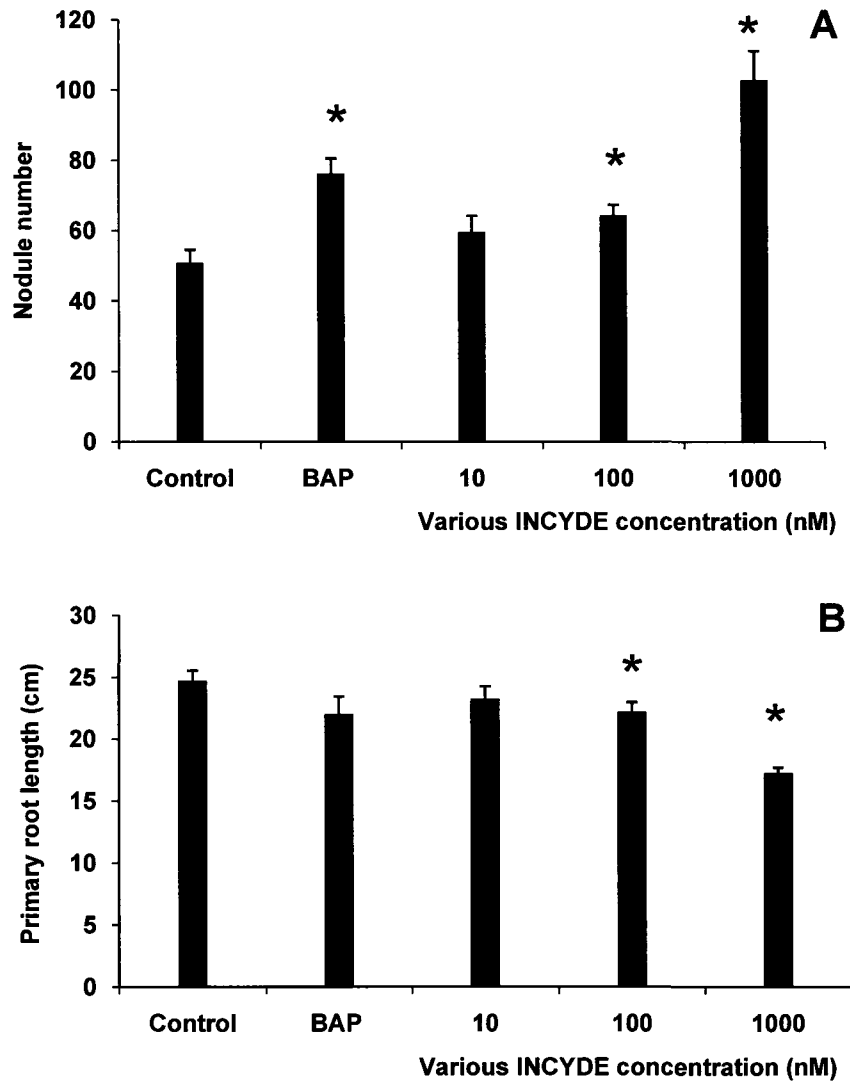 A
120
100
80
60
40
20
0
Nodule number
*
*
*
Control BAP 10 100 1000
Various INCYDE concentration (nM)
B
30
25
20
15
10
5
0
Primary root length (cm)
*
*
Control BAP 10 100 1000
Various INCYDE concentration (nM)